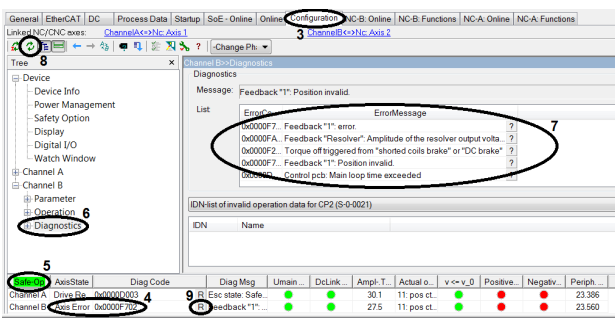 General EtherCAT DC Process Data Startup SoE - Online Online Configuration NC-B: Online NC-B: Functions NC-A: Online NC-A: Functions
Linked NC/CNC axes: ChannelA<=>Nc: Axis 1 3 ChannelB<=>Nc: Axis 2
? -Change Ph:
8
Tree × Channel B>>Diagnostics
Device
Device Info
Power Management
Safety Option
Display
Digital I/O
Watch Window
Channel A
Channel B
Parameter
Operation 6
Diagnostics
Diagnostics
Message: Feedback "1": Position invalid.
List ErrorCo ErrorMessage
0x0000F7... Feedback "1": error. ?
0x0000FA... Feedback "Resolver": Amplitude of the resolver output volta... ? 7
0x0000F2... Torque off triggered from "shorted coils brake" or "DC brake" ?
0x0000F7... Feedback "1": Position invalid. ?
0x0000D... Control pcb: Main loop time exceeded ?
IDN-list of invalid operation data for CP2 (S-0-0021)
IDN Name
5
Safe-Op AxisState Diag Code Diag Msg Umain... DcLink... Ampl.-T... Actual o... v <= v_0 Positive... Negativ... Periph. ...
Channel A Drive Re 0x0000D003 4 9 R Esc state: Safe... 30.1 11: pos ct... 23.386
Channel B Axis Error 0x0000F702 R Feedback "1": ... 27.5 11: pos ct... 23.560